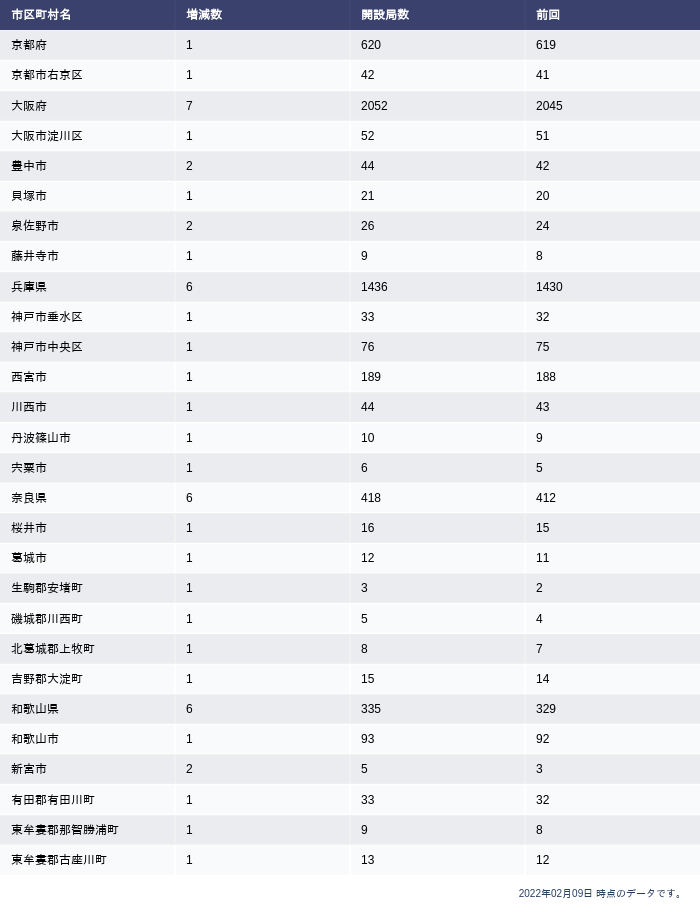 市区町村名 増減数 開設局数 前回
京都府 1 620 619
京都市右京区 1 42 41
大阪府 7 2052 2045
大阪市淀川区 1 52 51
豊中市 2 44 42
貝塚市 1 21 20
泉佐野市 2 26 24
藤井寺市 1 9 8
兵庫県 6 1436 1430
神戸市垂水区 1 33 32
神戸市中央区 1 76 75
西宮市 1 189 188
川西市 1 44 43
丹波篠山市 1 10 9
宍粟市 1 6 5
奈良県 6 418 412
桜井市 1 16 15
葛城市 1 12 11
生駒郡安堵町 1 3 2
磯城郡川西町 1 5 4
北葛城郡上牧町 1 8 7
吉野郡大淀町 1 15 14
和歌山県 6 335 329
和歌山市 1 93 92
新宮市 2 5 3
有田郡有田川町 1 33 32
東牟婁郡那智勝浦町 1 9 8
東牟婁郡古座川町 1 13 12
2022年02月09日 時点のデータです。